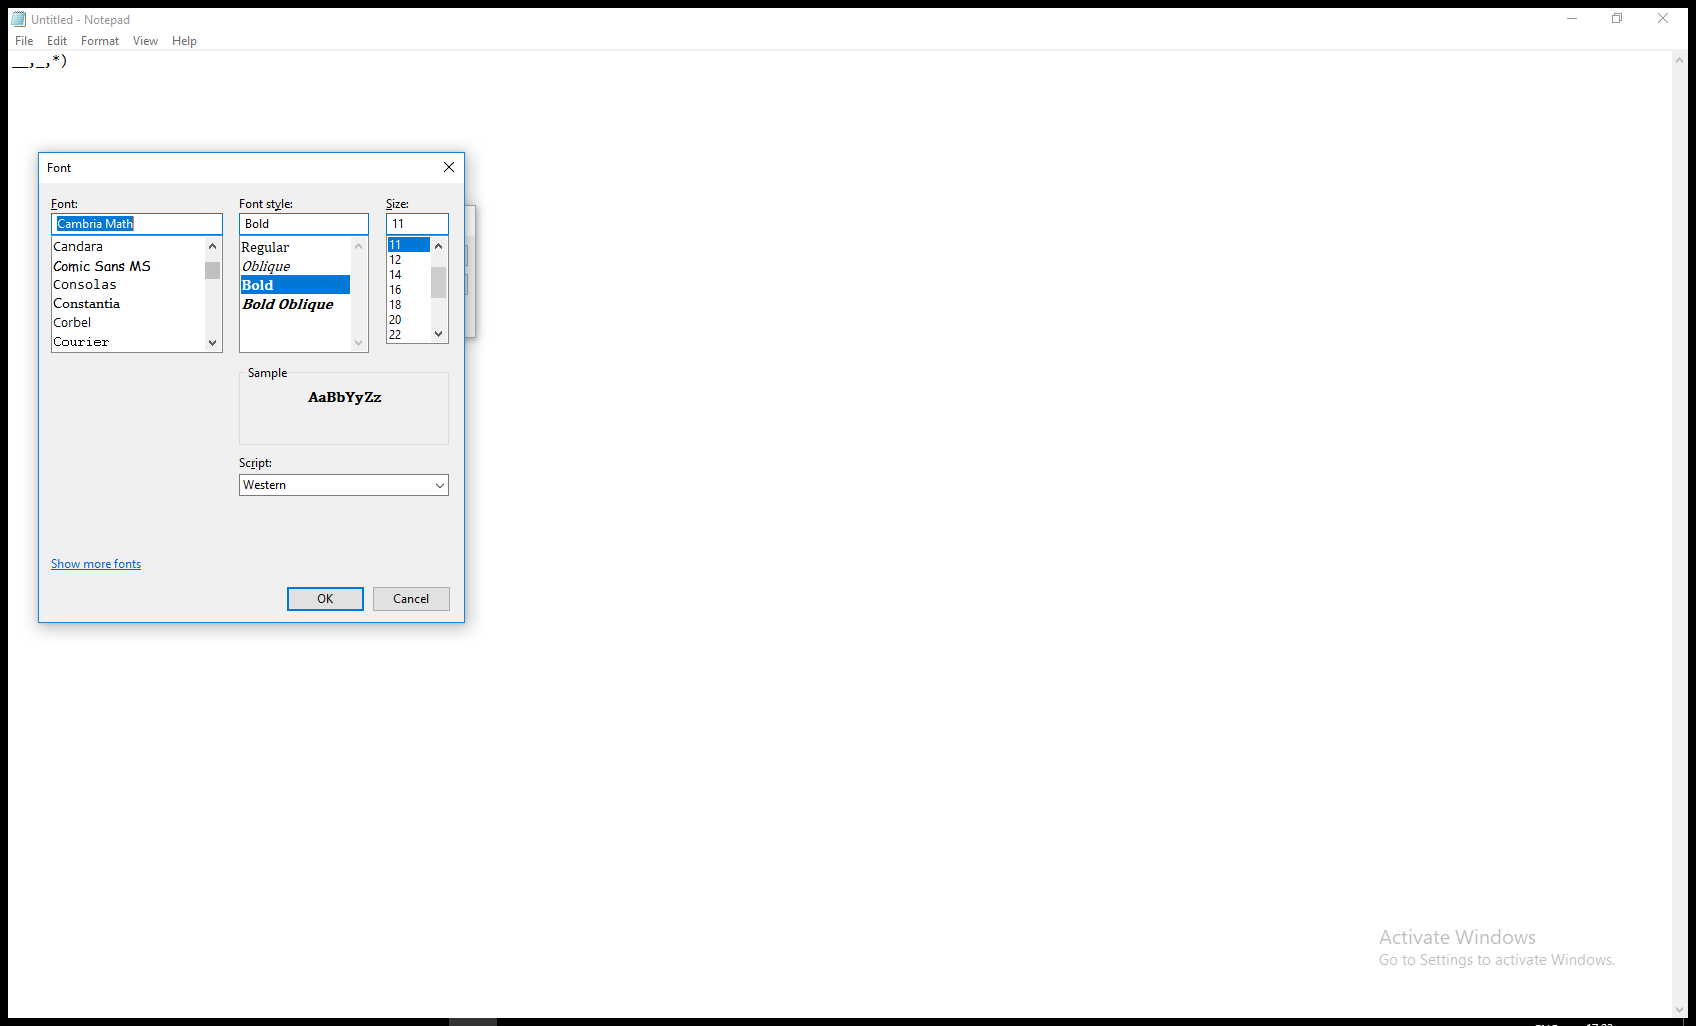 Untitled - Notepad
File Edit Format View Help
__,_,*)
Font
Font: Font style: Size:
Cambria Math Bold 11
Candara
Comic Sans MS
Consolas
Constantia
Corbel
Courier
Regular
Oblique
Bold
Bold Oblique
11
12
14
16
18
20
22
Sample
AaBbYyZz
Script:
Western
Show more fonts
OK Cancel
Activate Windows
Go to Settings to activate Windows.